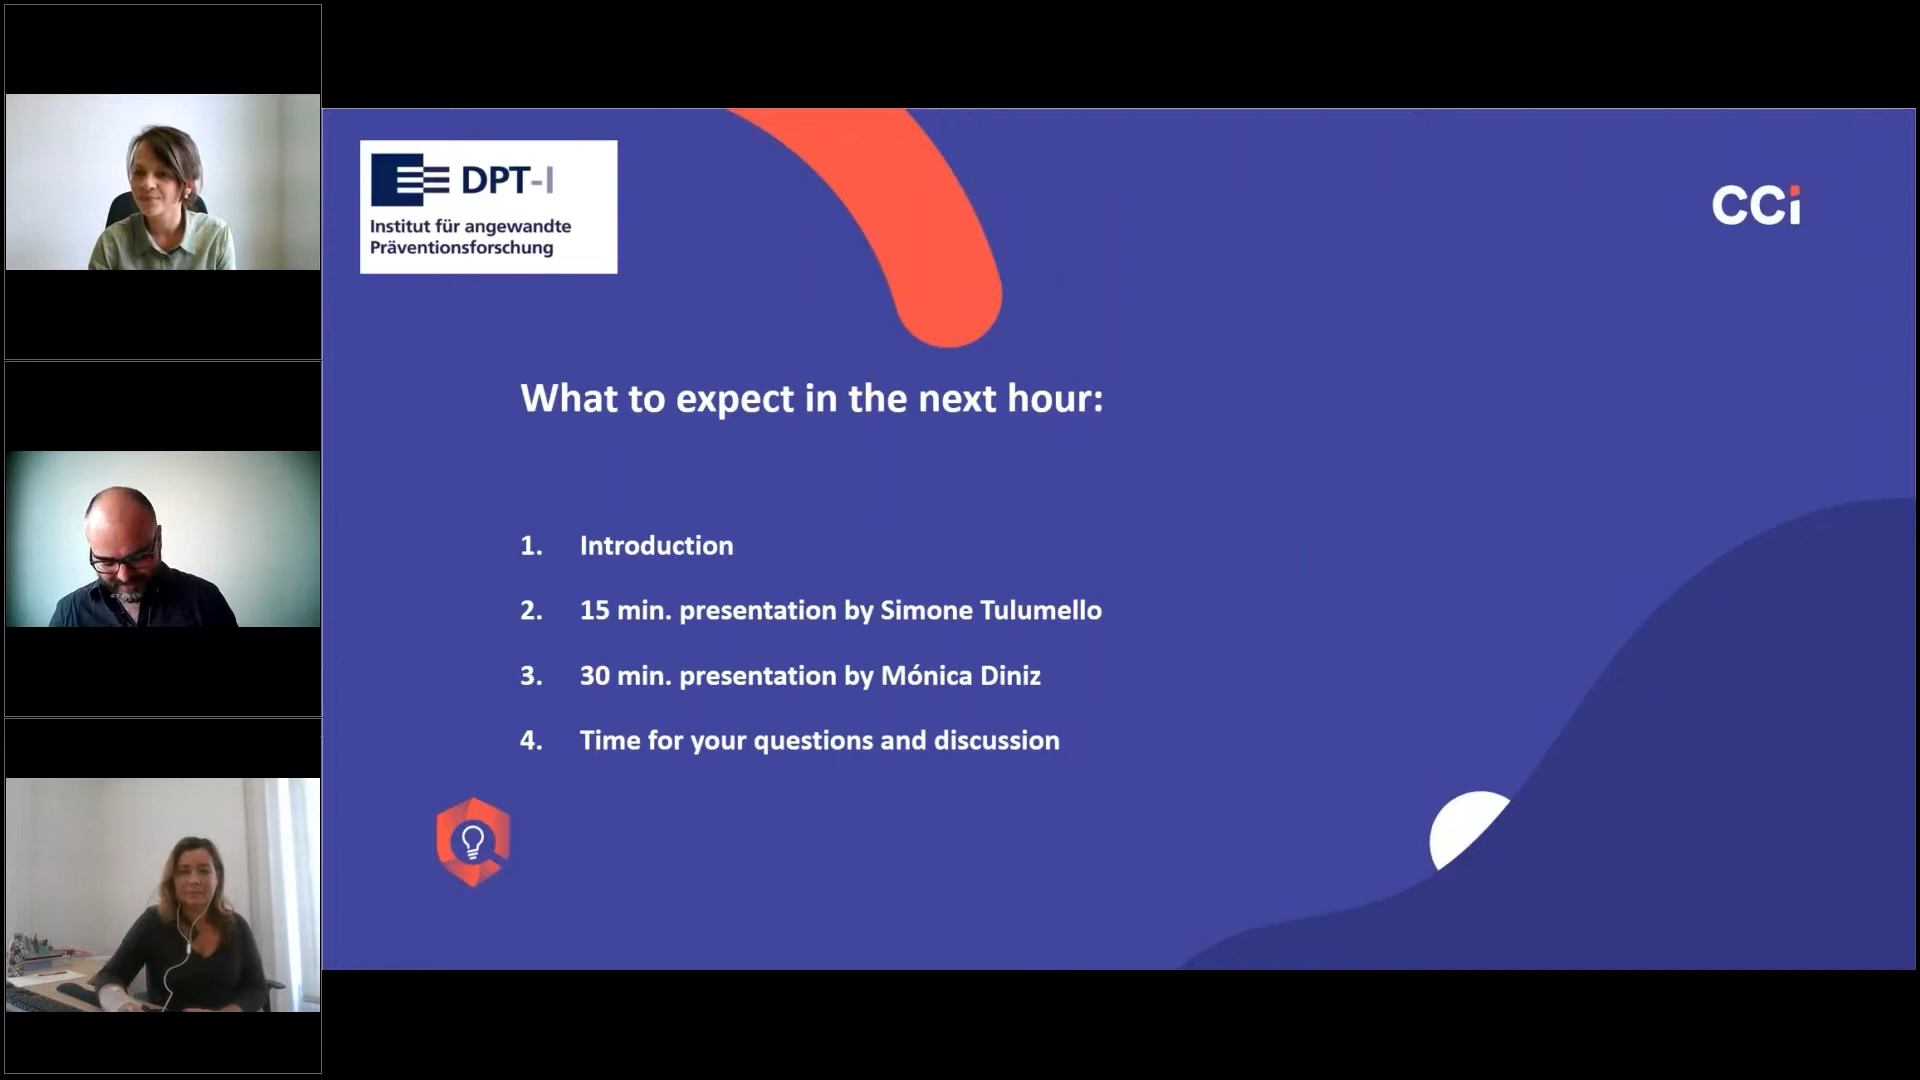 DPT-I
Institut für angewandte
Präventionsforschung
CCi
What to expect in the next hour:
1. Introduction
2. 15 min. presentation by Simone Tulumello
3. 30 min. presentation by Mónica Diniz
4. Time for your questions and discussion